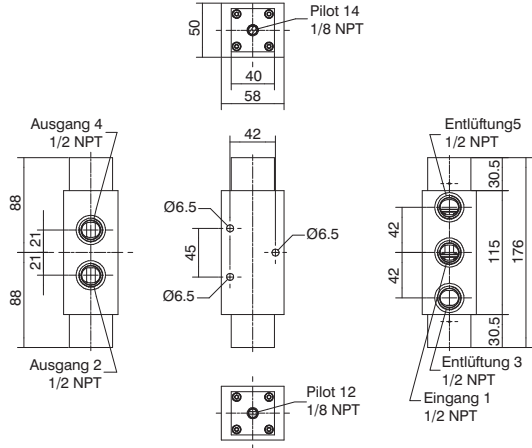 Pilot 14
1/8 NPT
50
40
58
Ausgang 4
1/2 NPT
88
88
21
21
Ausgang 2
1/2 NPT
42
Ø6.5
45
Ø6.5
Ø6.5
Entlüftung5
1/2 NPT
42
42
30.5
115
176
30.5
Entlüftung 3
1/2 NPT
Eingang 1
1/2 NPT
Pilot 12
1/8 NPT